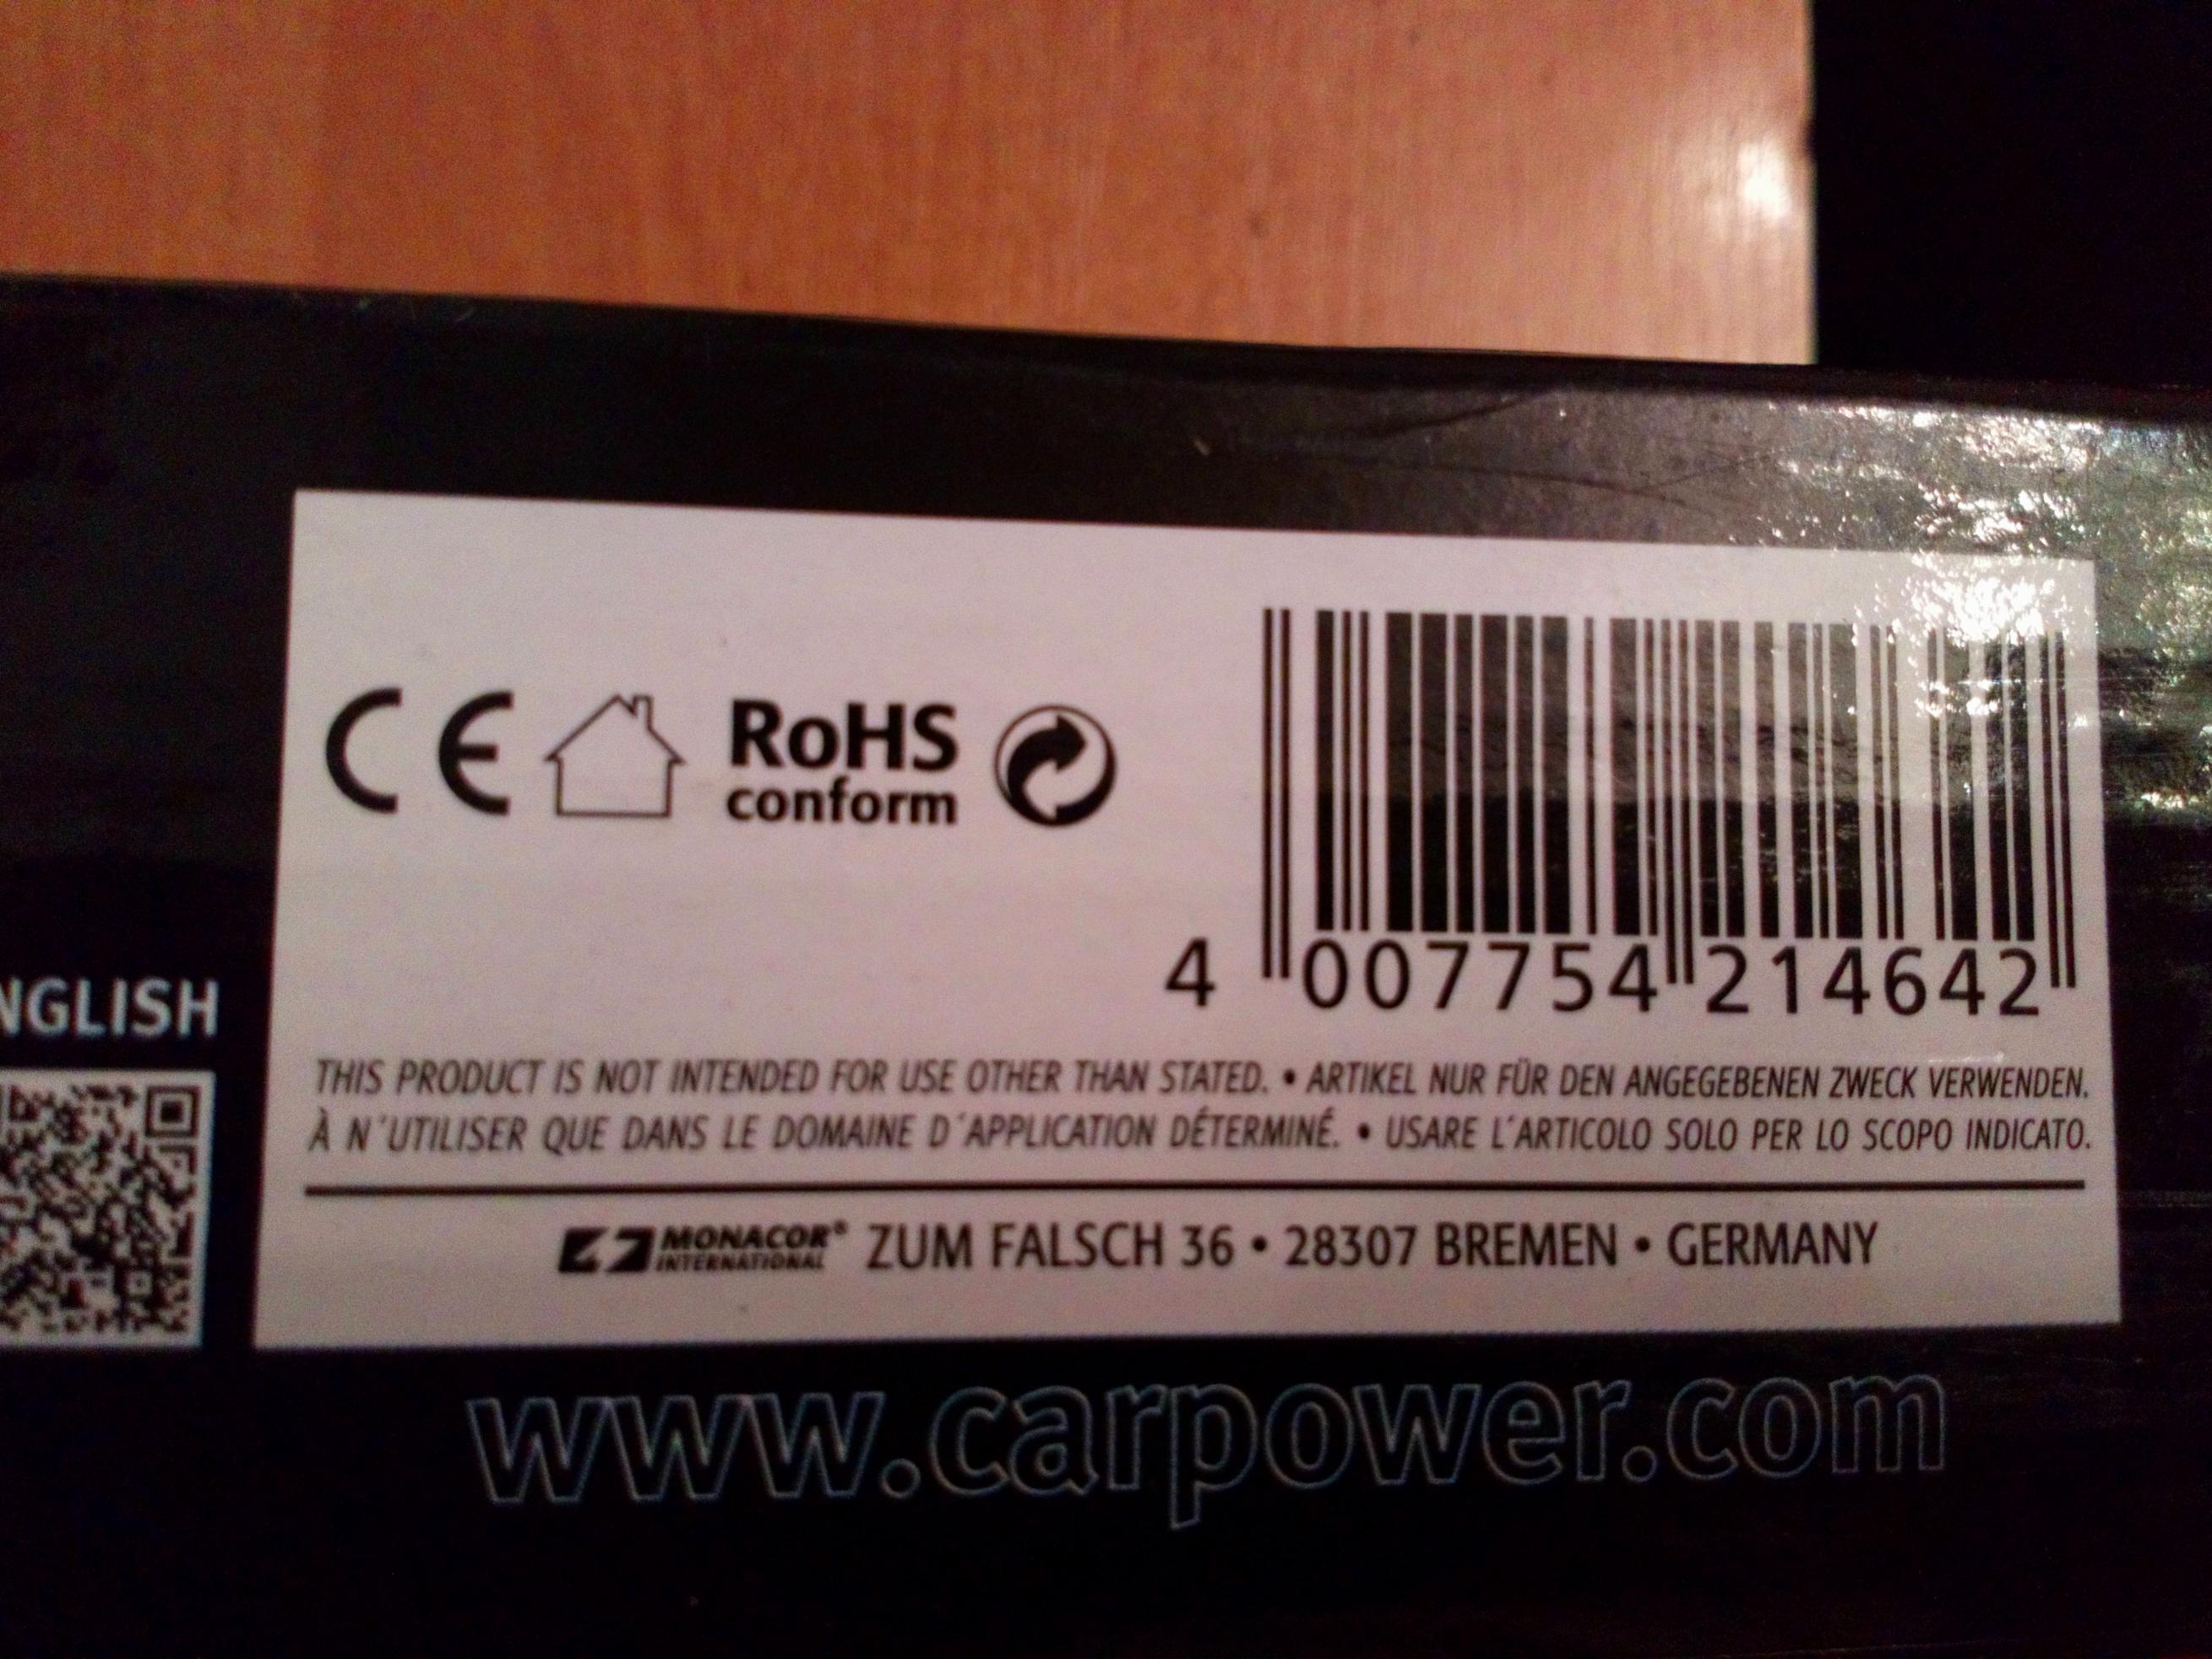 CE RoHS
conform
4 007754 214642
NGLISH
THIS PRODUCT IS NOT INTENDED FOR USE OTHER THAN STATED. • ARTIKEL NUR FÜR DEN ANGEGEBENEN ZWECK VERWENDEN.
À N´UTILISER QUE DANS LE DOMAINE D´APPLICATION DÉTERMINÉ. • USARE L´ARTICOLO SOLO PER LO SCOPO INDICATO.
MONACOR® ZUM FALSCH 36 • 28307 BREMEN • GERMANY
INTERNATIONAL
www.carpower.com